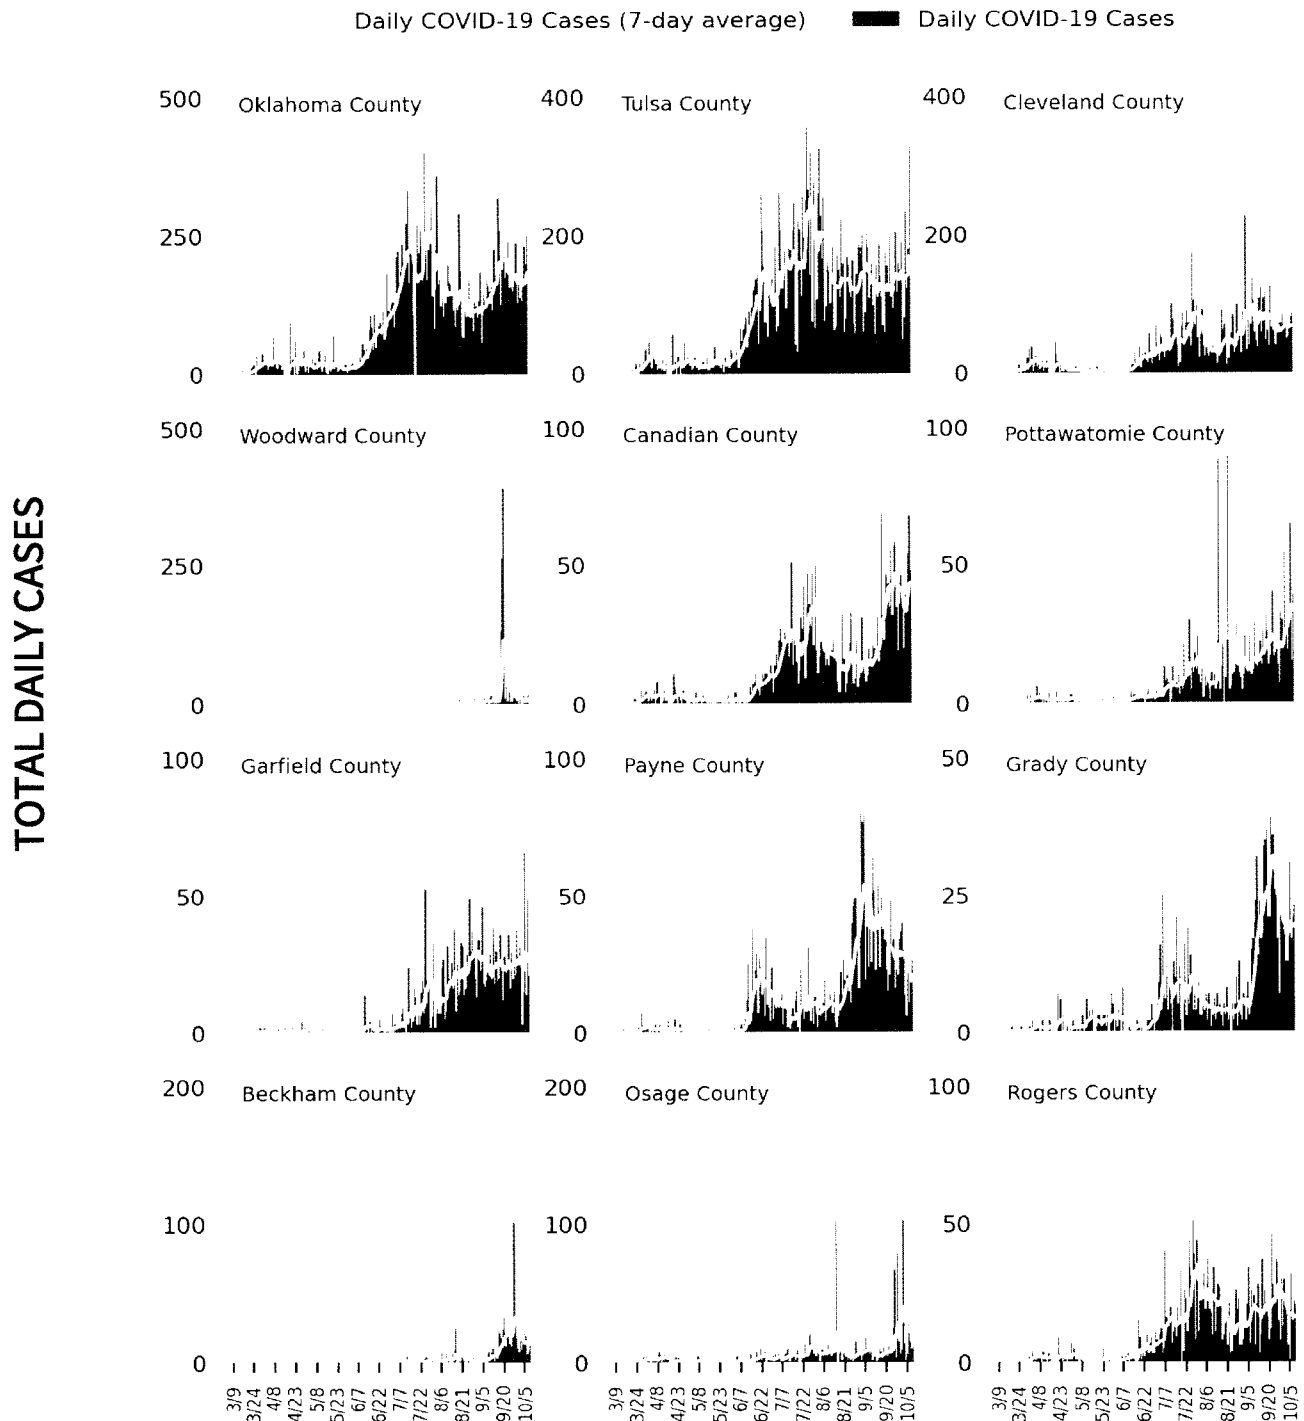 Daily COVID-19 Cases (7-day average) Daily COVID-19 Cases
500 Oklahoma County 400 Tulsa County 400 Cleveland County
250 200 200
0 0 0
500 Woodward County 100 Canadian County 100 Pottawatomie County
250 50 50
0 0 0
TOTAL DAILY CASES
100 Garfield County 100 Payne County 50 Grady County
50 50 25
0 0 0
200 Beckham County 200 Osage County 100 Rogers County
100 100 50
0 0 0
3/9 3/24 4/8 4/23 5/8 5/23 6/7 6/22 7/7 7/22 8/6 8/21 9/5 9/20 10/5 3/9 3/24 4/8 4/23 5/8 5/23 6/7 6/22 7/7 7/22 8/6 8/21 9/5 9/20 10/5 3/9 3/24 4/8 4/23 5/8 5/23 6/7 6/22 7/7 7/22 8/6 8/21 9/5 9/20 10/5